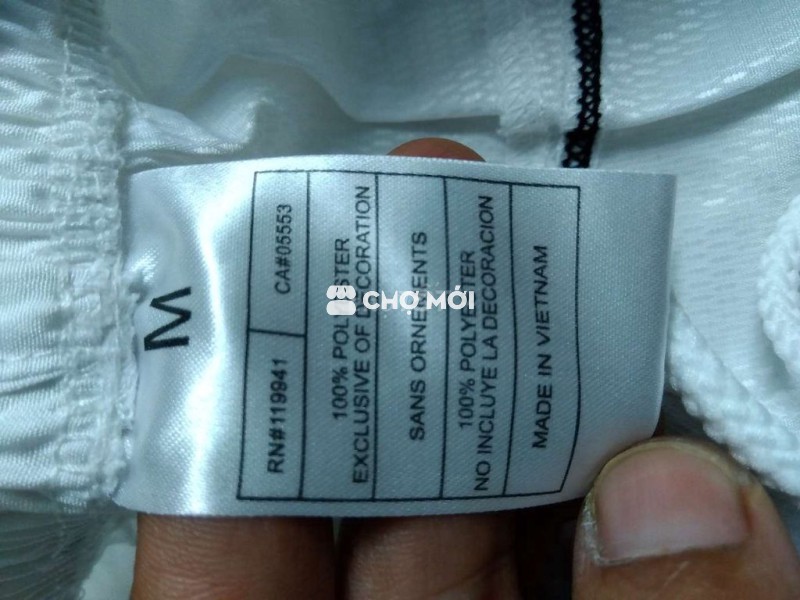 M
RN#119941
CA#05553
100% POLYESTER
EXCLUSIVE OF DECORATION
SANS ORNEMENTS
100% POLYESTER
NO INCLUYE LA DECORACION
MADE IN VIETNAM
CHỢ MỚI